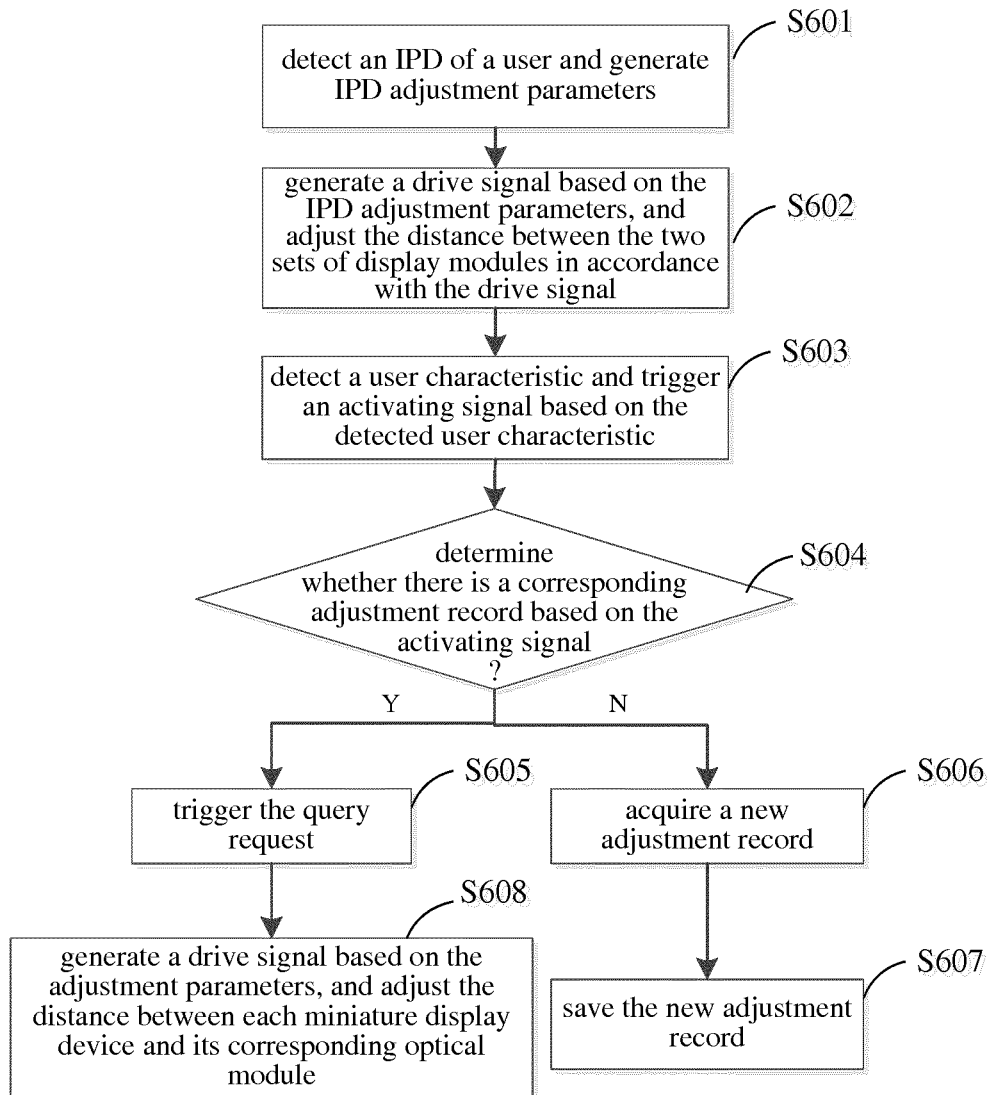 S601
detect an IPD of a user and generate
IPD adjustment parameters
generate a drive signal based on the
IPD adjustment parameters, and
adjust the distance between the two
sets of display modules in accordance
with the drive signal
S602
S603
detect a user characteristic and trigger
an activating signal based on the
detected user characteristic
determine
whether there is a corresponding
adjustment record based on the
activating signal
?
S604
Y
N
S605
trigger the query
request
S606
acquire a new
adjustment record
S608
generate a drive signal based on the
adjustment parameters, and adjust the
distance between each miniature display
device and its corresponding optical
module
S607
save the new adjustment
record